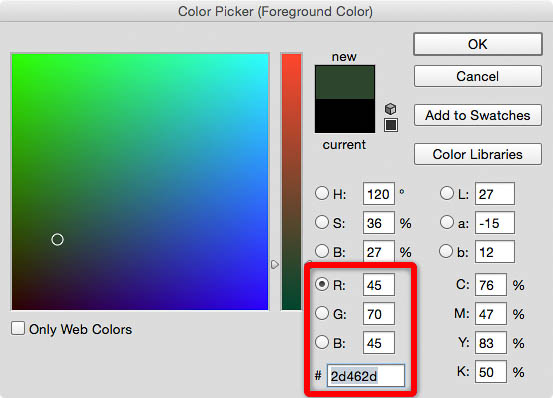 Color Picker (Foreground Color)
new
current
OK
Cancel
Add to Swatches
Color Libraries
H: 120 °
S: 36 %
B: 27 %
R: 45
G: 70
B: 45
# 2d462d
L: 27
a: -15
b: 12
C: 76 %
M: 47 %
Y: 83 %
K: 50 %
Only Web Colors